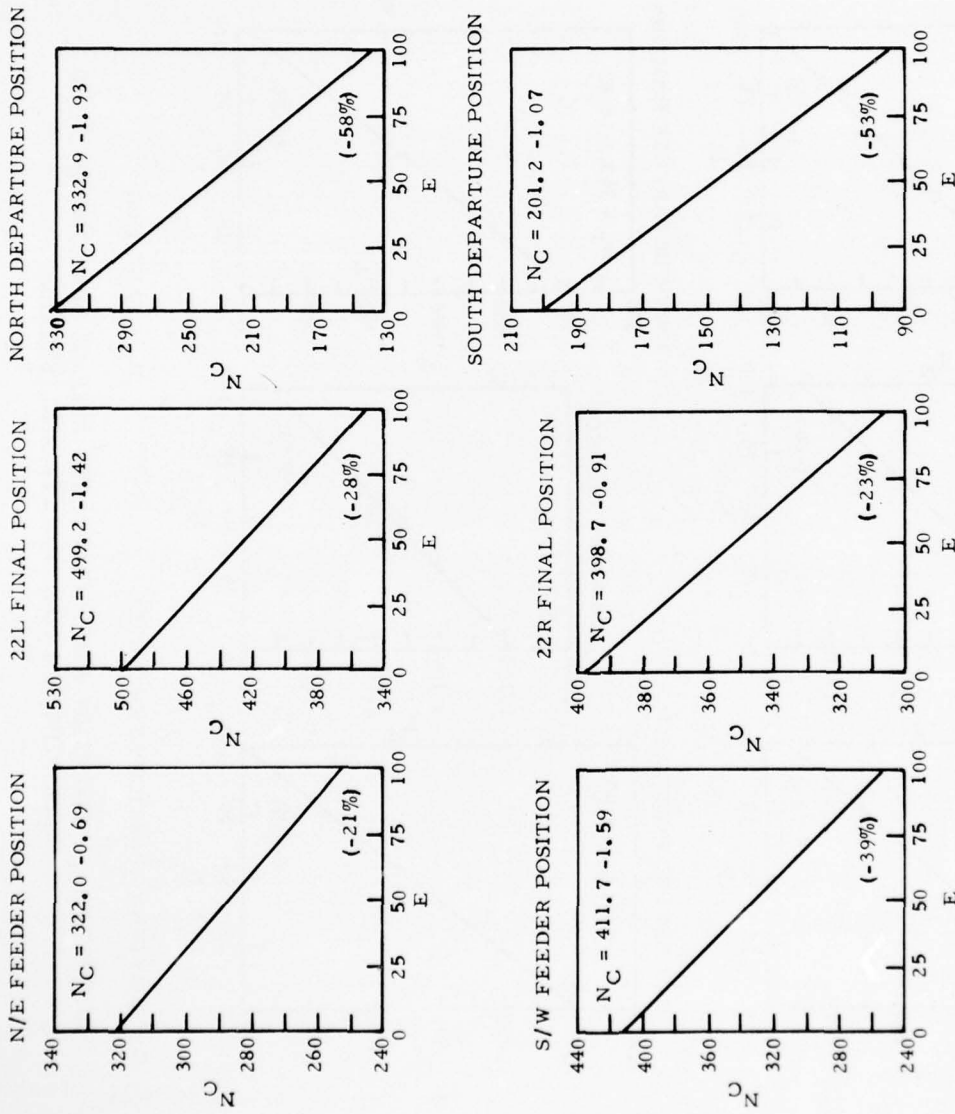 N/E FEEDER POSITION
340
320
300
280
260
240
N_C
N_C = 322.0 -0.69
(-21%)
0 25 50 75 100
E
22L FINAL POSITION
530
500
460
420
480
340
N_C
N_C = 499.2 -1.42
(-28%)
0 25 50 75 100
E
NORTH DEPARTURE POSITION
330
290
250
210
170
130
N_C
N_C = 332.9 -1.93
(-58%)
0 25 50 75 100
E
S/W FEEDER POSITION
440
400
360
320
280
240
N_C
N_C = 411.7 -1.59
(-39%)
0 25 50 75 100
E
22R FINAL POSITION
400
380
360
340
320
300
N_C
N_C = 398.7 -0.91
(-23%)
0 25 50 75 100
E
SOUTH DEPARTURE POSITION
210
190
170
150
130
110
90
N_C
N_C = 201.2 -1.07
(-53%)
0 25 50 75 100
E